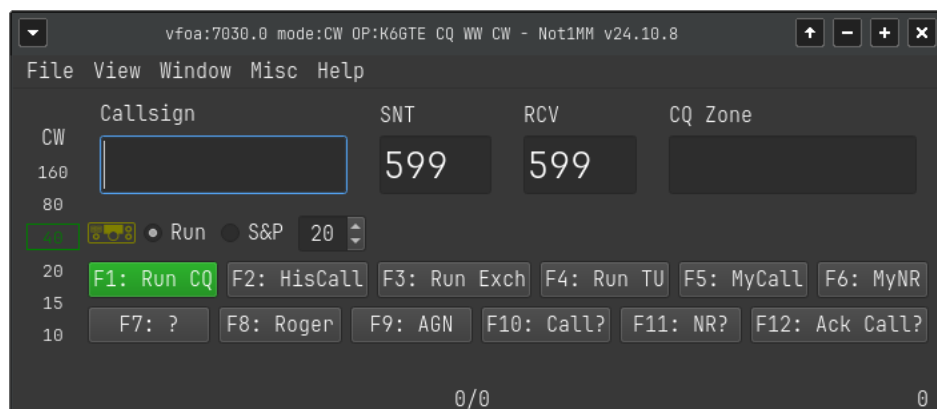 vfoa:7030.0 mode:CW OP:K6GTE CQ WW CW - Not1MM v24.10.8
File View Window Misc Help
Callsign SNT RCV CQ Zone
CW
599 599
160
80
40 Run S&P 20
20 F1: Run CQ F2: HisCall F3: Run Exch F4: Run TU F5: MyCall F6: MyNR
15
10 F7: ? F8: Roger F9: AGN F10: Call? F11: NR? F12: Ack Call?
0/0 0